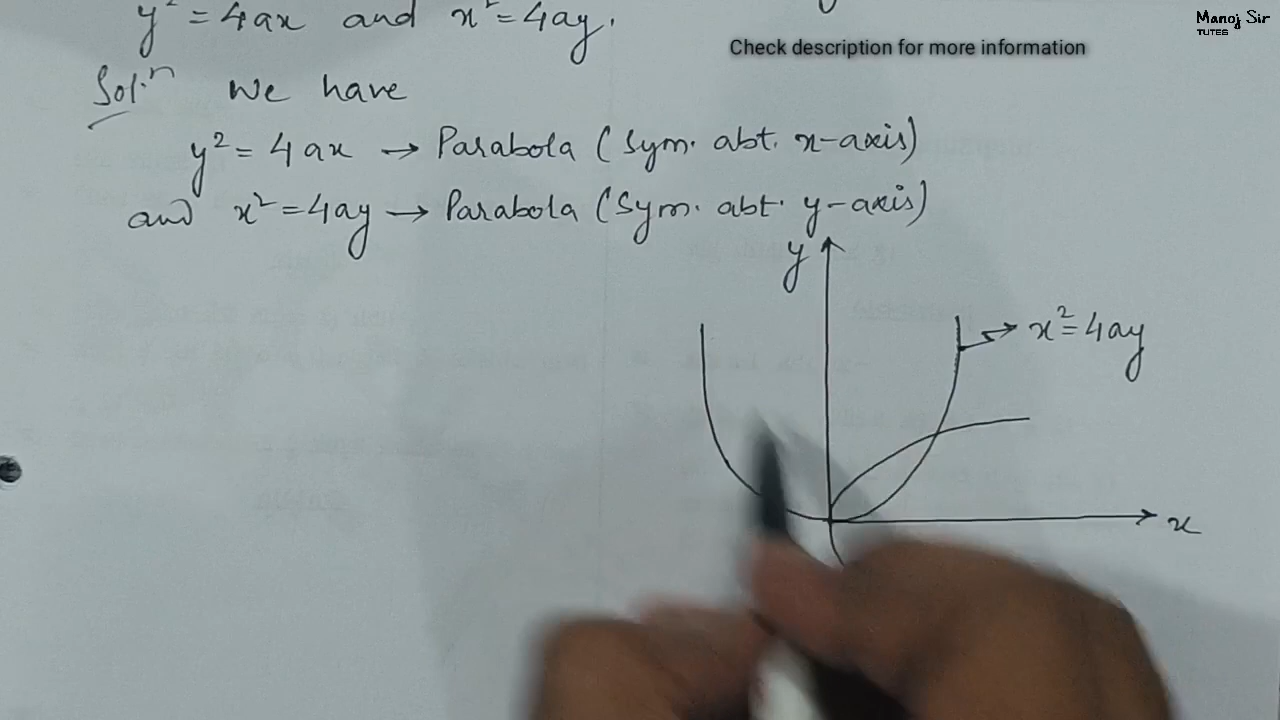 y² = 4ax and x² = 4ay.
Manoj Sir
TUTES
Check description for more information
Sol.ⁿ We have
y² = 4ax → Parabola (Sym. abt. x-axis)
and x² = 4ay → Parabola (Sym. abt. y-axis)
y
x² = 4ay
x